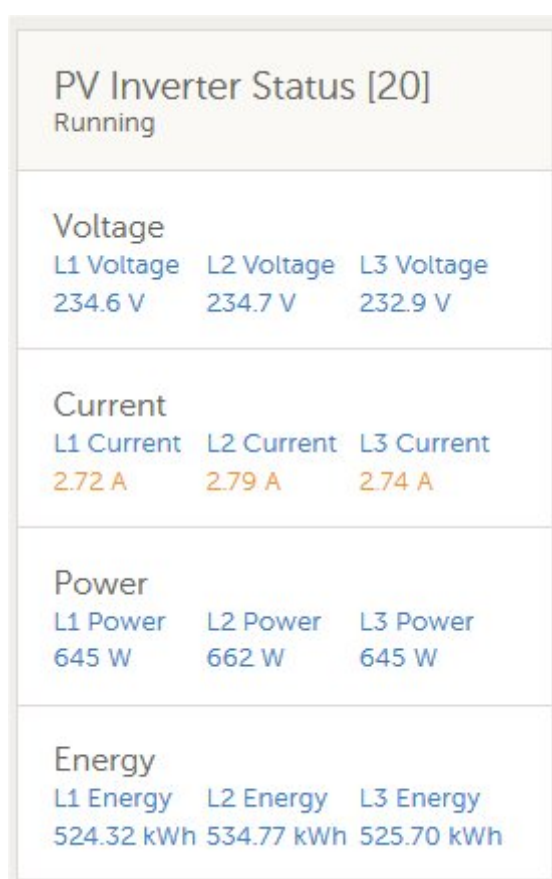 PV Inverter Status [20]
Running
Voltage
L1 Voltage L2 Voltage L3 Voltage
234.6 V 234.7 V 232.9 V
Current
L1 Current L2 Current L3 Current
2.72 A 2.79 A 2.74 A
Power
L1 Power L2 Power L3 Power
645 W 662 W 645 W
Energy
L1 Energy L2 Energy L3 Energy
524.32 kWh 534.77 kWh 525.70 kWh